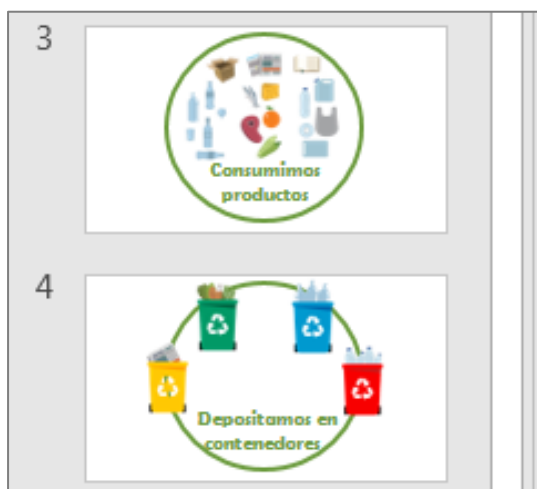 3
Consumimos
productos
4
Depositamos en
contenedores